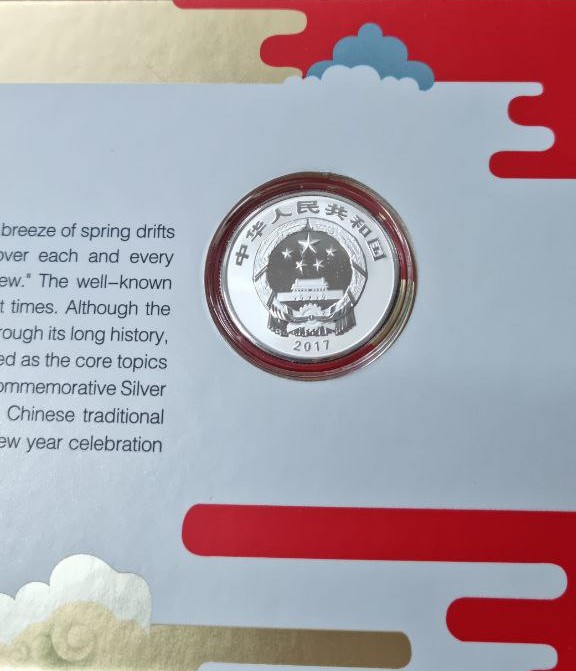 breeze of spring drifts
over each and every
ew." The well-known
t times. Although the
rough its long history,
ed as the core topics
ommemorative Silver
Chinese traditional
ew year celebration
中华人民共和国
2017